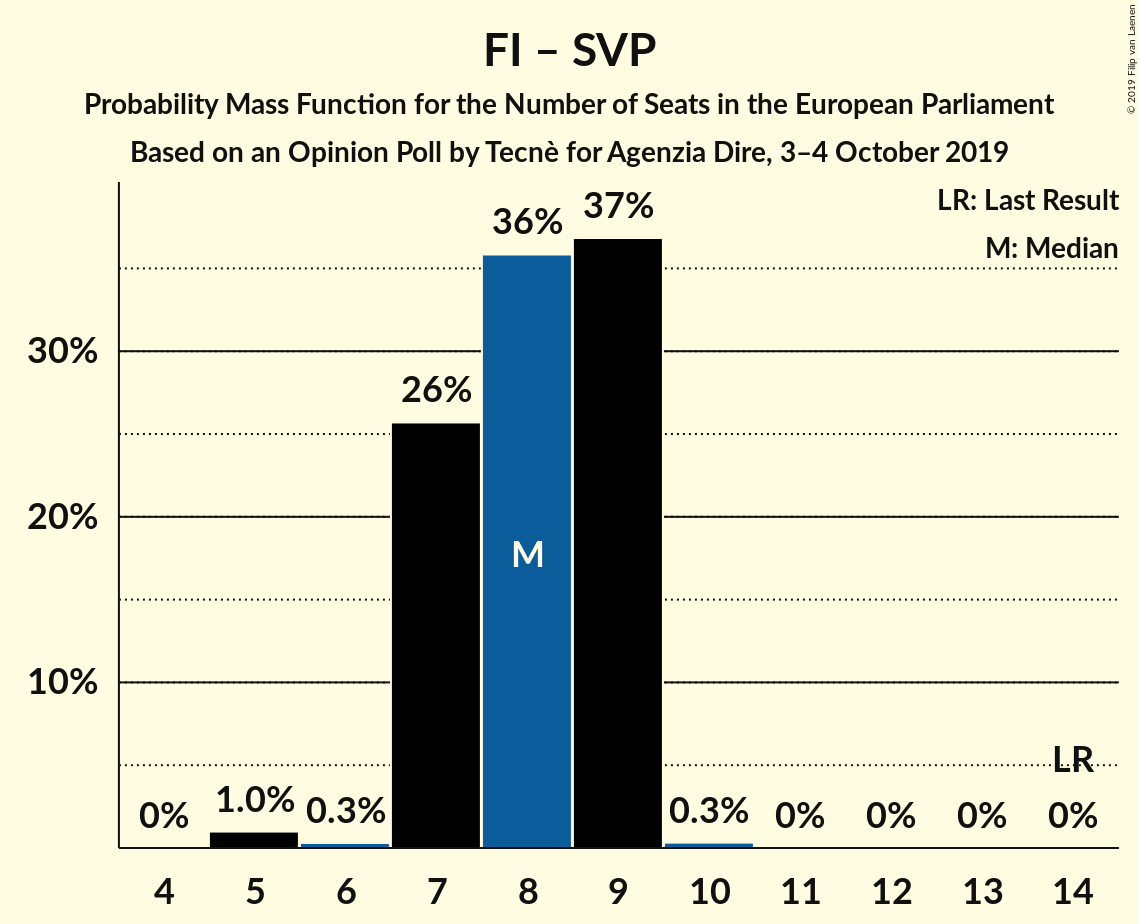 FI – SVP
Probability Mass Function for the Number of Seats in the European Parliament
Based on an Opinion Poll by Tecnè for Agenzia Dire, 3–4 October 2019
© 2019 Filip van Laenen
LR: Last Result
M: Median
30%
20%
10%
0%
1.0%
0.3%
26%
36%
37%
0.3%
0%
0%
0%
0%
M
LR
4 5 6 7 8 9 10 11 12 13 14